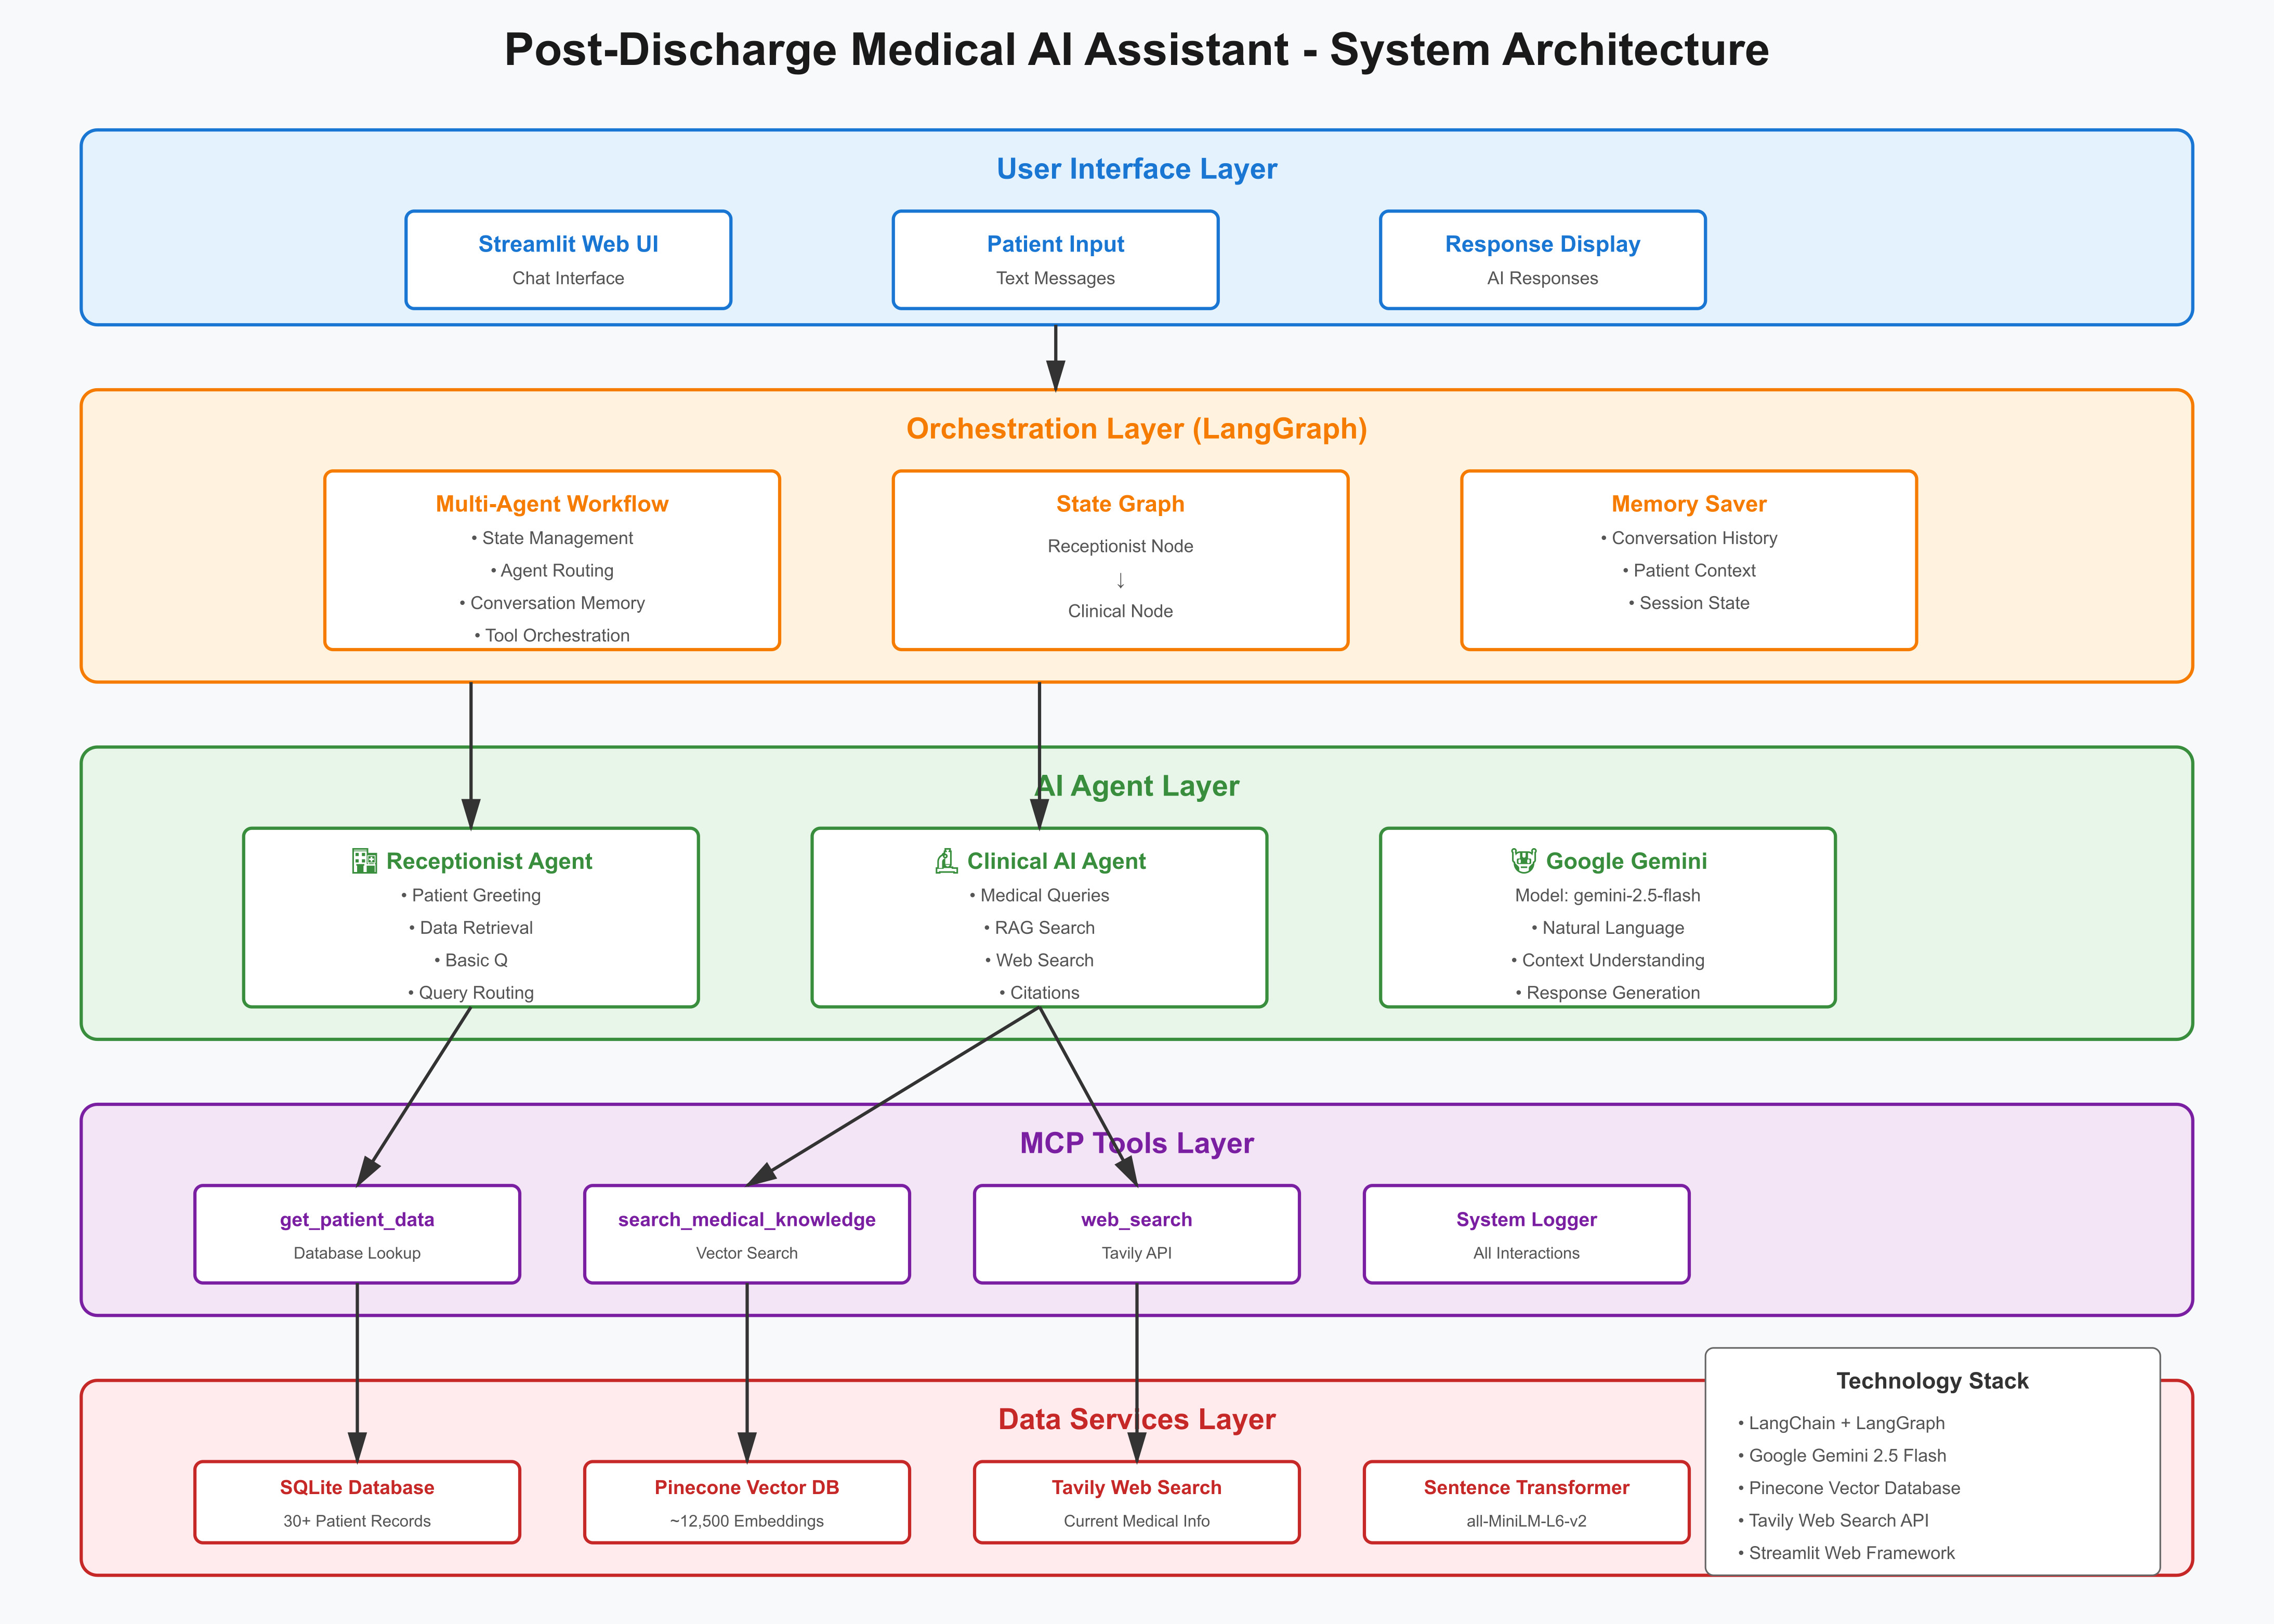 Post-Discharge Medical AI Assistant - System Architecture
User Interface Layer
Streamlit Web UI
Chat Interface
Patient Input
Text Messages
Response Display
AI Responses
Orchestration Layer (LangGraph)
Multi-Agent Workflow
• State Management
• Agent Routing
• Conversation Memory
• Tool Orchestration
State Graph
Receptionist Node
↓
Clinical Node
Memory Saver
• Conversation History
• Patient Context
• Session State
AI Agent Layer
🏥 Receptionist Agent
• Patient Greeting
• Data Retrieval
• Basic Q
• Query Routing
Clinical AI Agent
• Medical Queries
• RAG Search
• Web Search
• Citations
Google Gemini
Model: gemini-2.5-flash
• Natural Language
• Context Understanding
• Response Generation
MCP Tools Layer
get_patient_data
Database Lookup
search_medical_knowledge
Vector Search
web_search
Tavily API
System Logger
All Interactions
Data Services Layer
SQLite Database
30+ Patient Records
Pinecone Vector DB
~12,500 Embeddings
Tavily Web Search
Current Medical Info
Sentence Transformer
all-MiniLM-L6-v2
Technology Stack
• LangChain + LangGraph
• Google Gemini 2.5 Flash
• Pinecone Vector Database
• Tavily Web Search API
• Streamlit Web Framework